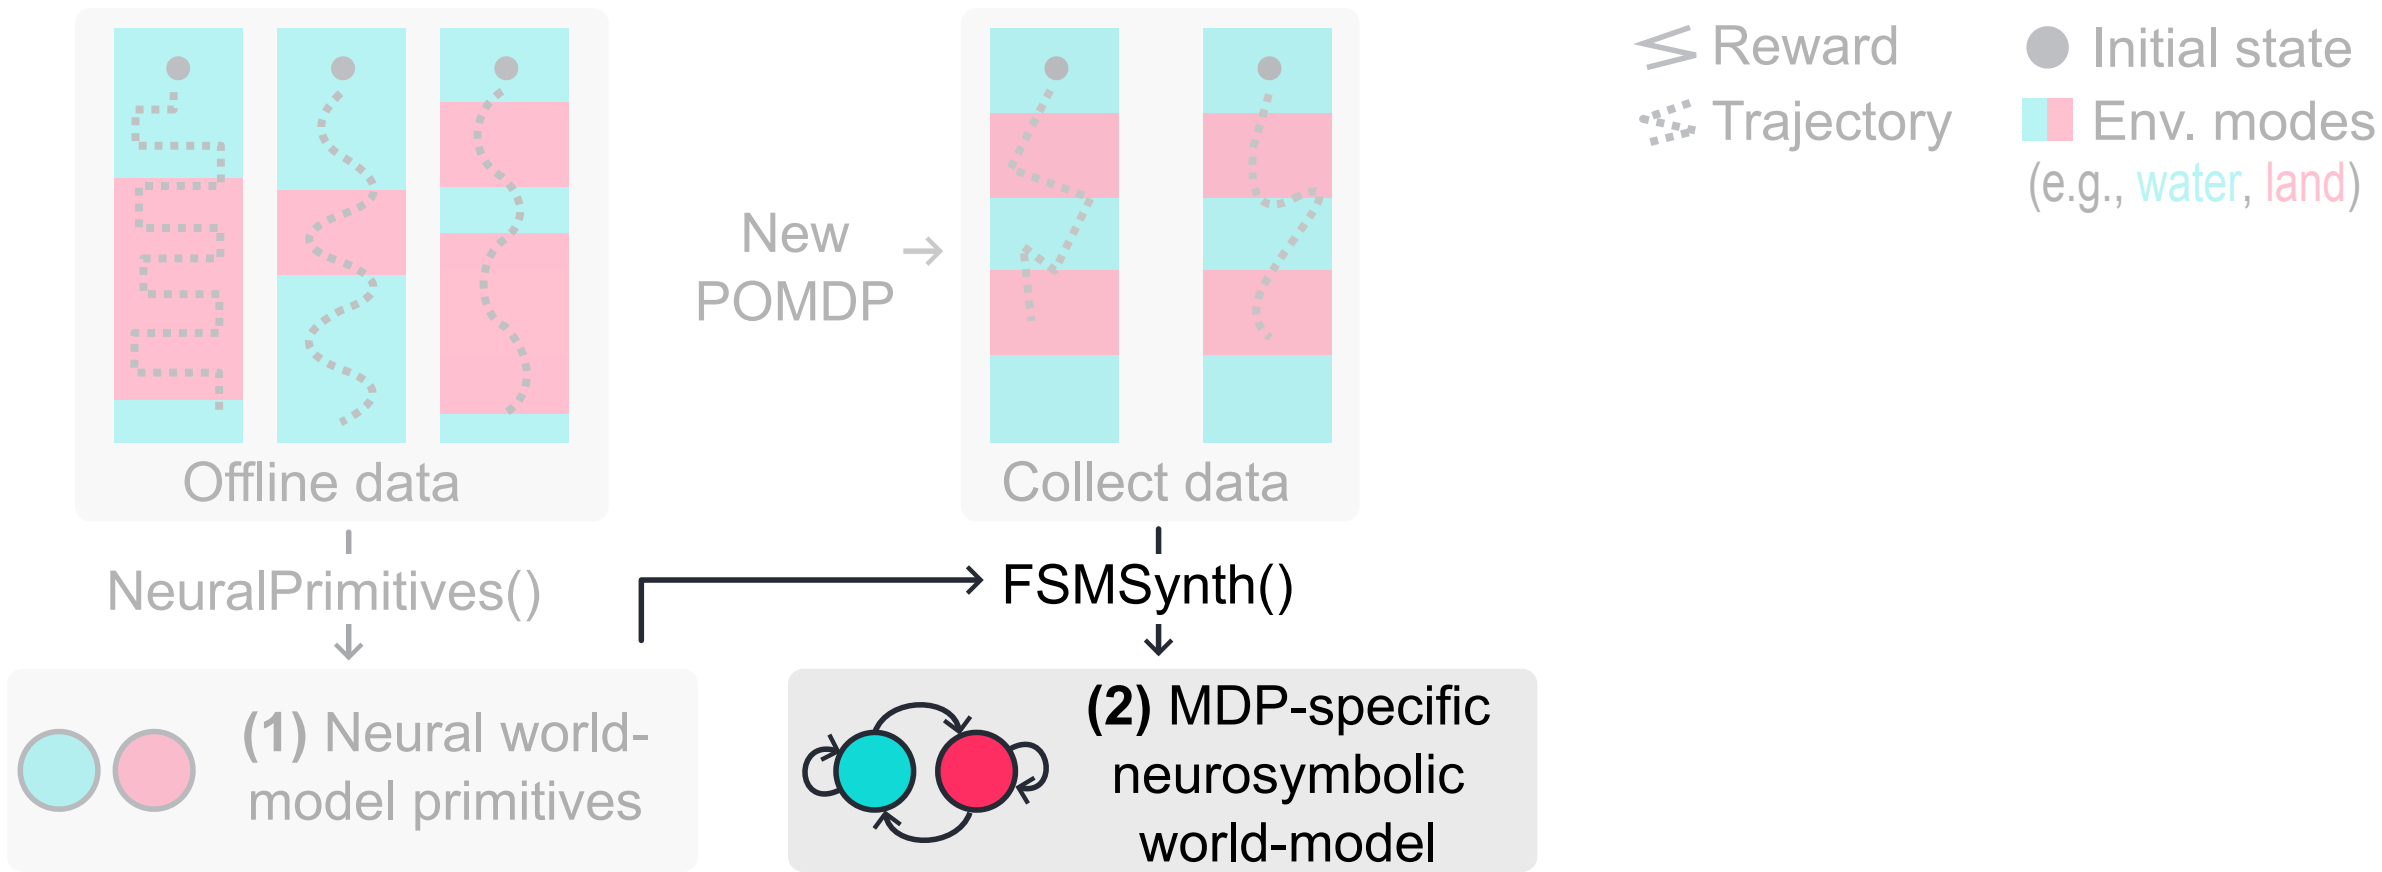 Reward
Initial state
Trajectory
Env. modes
(e.g., water, land)
New
POMDP
Offline data
Collect data
NeuralPrimitives()
FSMSynth()
(1) Neural world-
model primitives
(2) MDP-specific
neurosymbolic
world-model